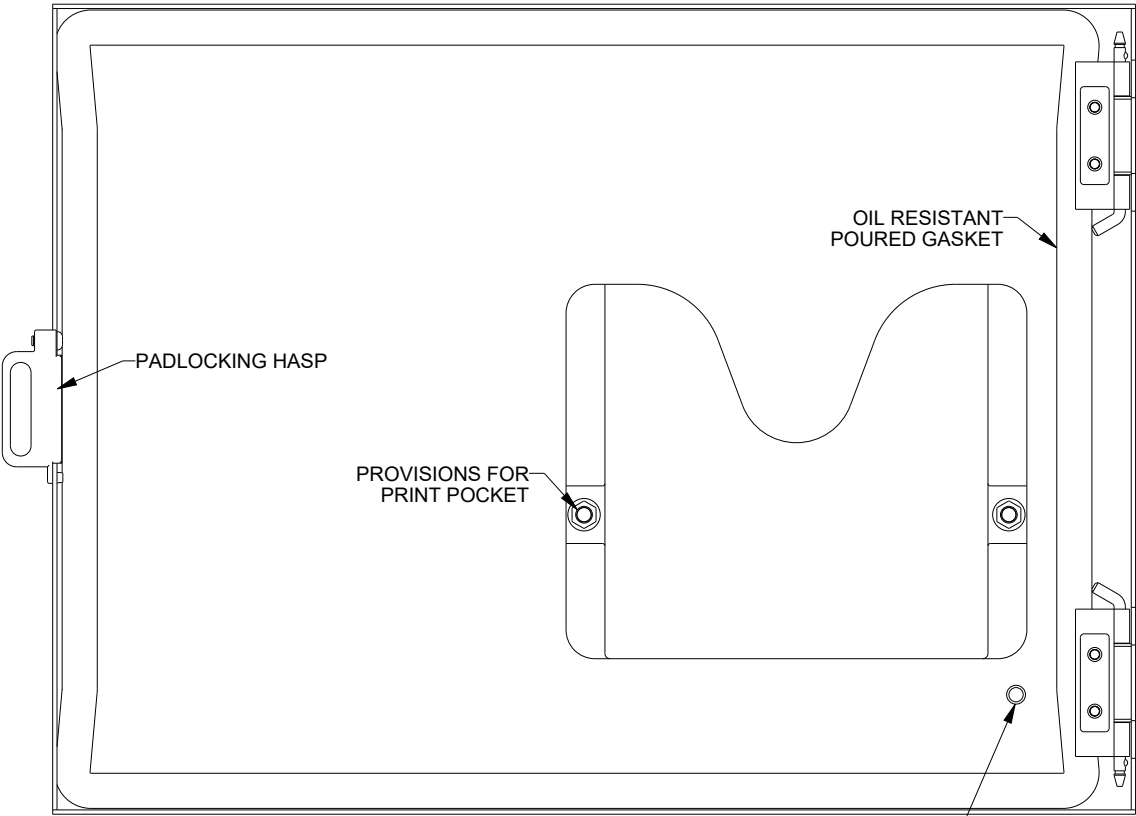 OIL RESISTANT
POURED GASKET
PADLOCKING HASP
PROVISIONS FOR
PRINT POCKET